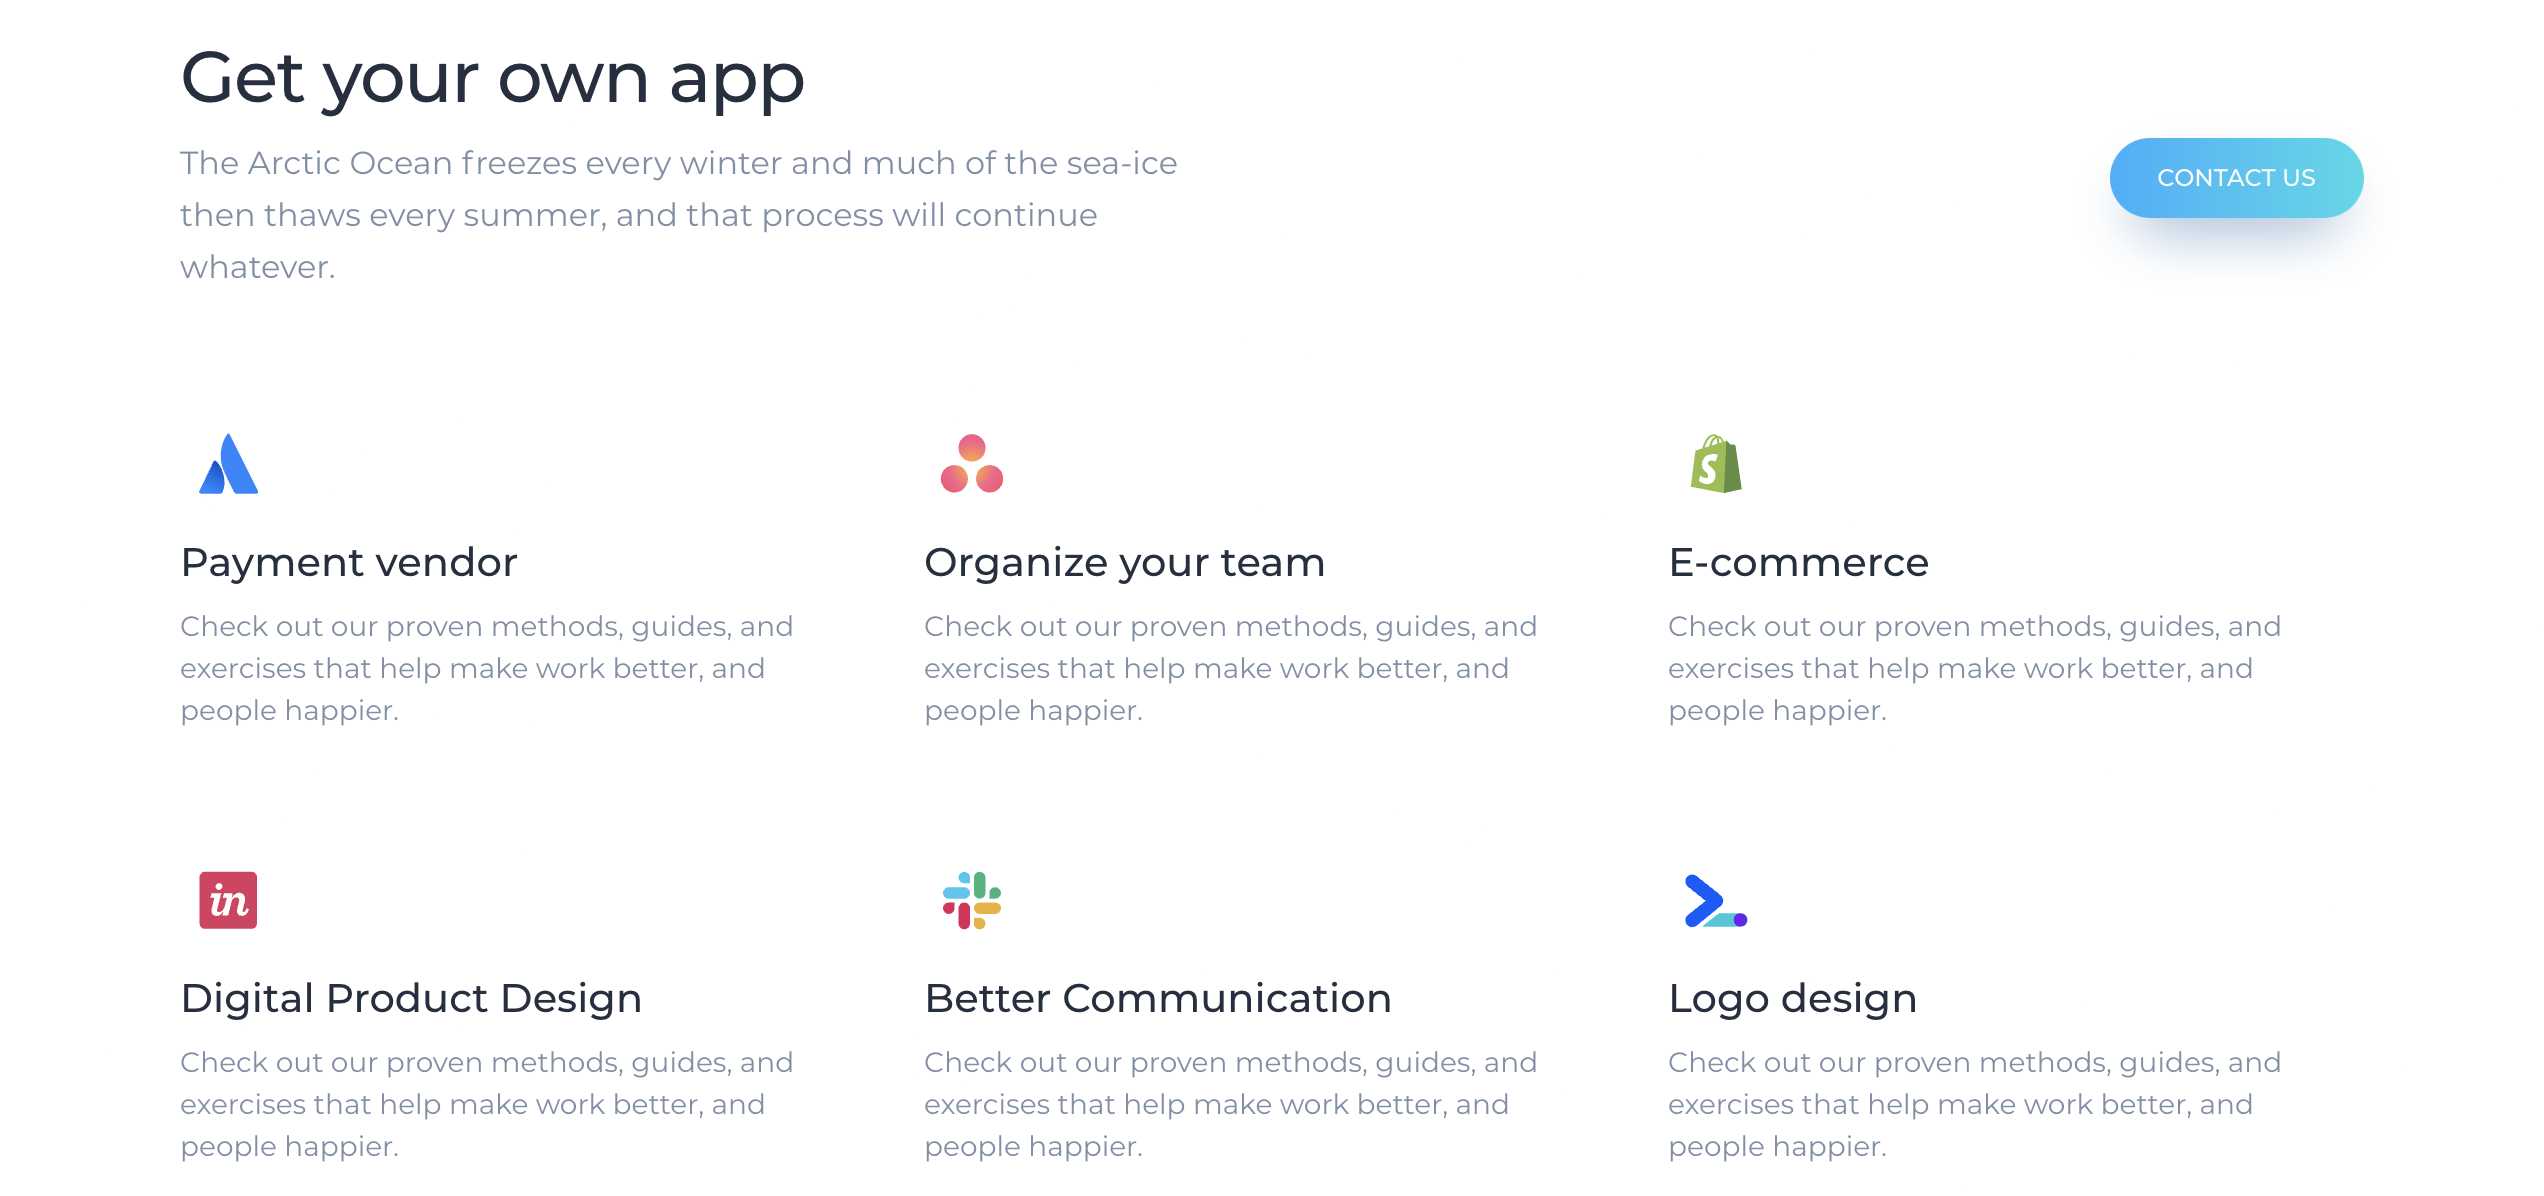 Get your own app
The Arctic Ocean freezes every winter and much of the sea-ice
then thaws every summer, and that process will continue
whatever.
CONTACT US
Payment vendor
Check out our proven methods, guides, and
exercises that help make work better, and
people happier.
Organize your team
Check out our proven methods, guides, and
exercises that help make work better, and
people happier.
S
E-commerce
Check out our proven methods, guides, and
exercises that help make work better, and
people happier.
in
Digital Product Design
Check out our proven methods, guides, and
exercises that help make work better, and
people happier.
Better Communication
Check out our proven methods, guides, and
exercises that help make work better, and
people happier.
Logo design
Check out our proven methods, guides, and
exercises that help make work better, and
people happier.